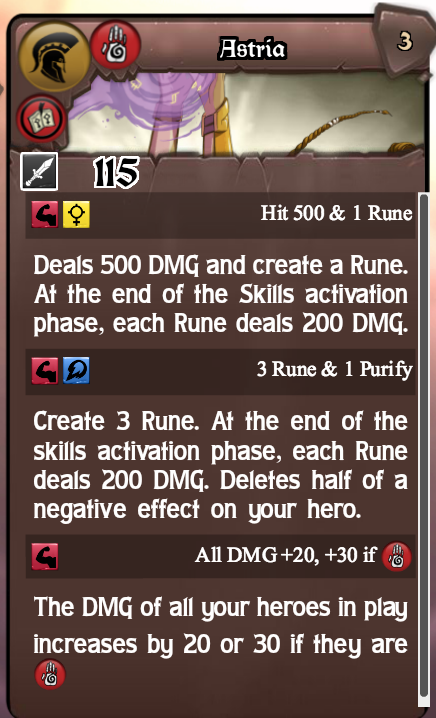 Astria
3
115
Hit 500 & 1 Rune
Deals 500 DMG and create a Rune.
At the end of the Skills activation
phase, each Rune deals 200 DMG.
3 Rune & 1 Purify
Create 3 Rune. At the end of the
skills activation phase, each Rune
deals 200 DMG. Deletes half of a
negative effect on your hero.
All DMG +20, +30 if
The DMG of all your heroes in play
increases by 20 or 30 if they are